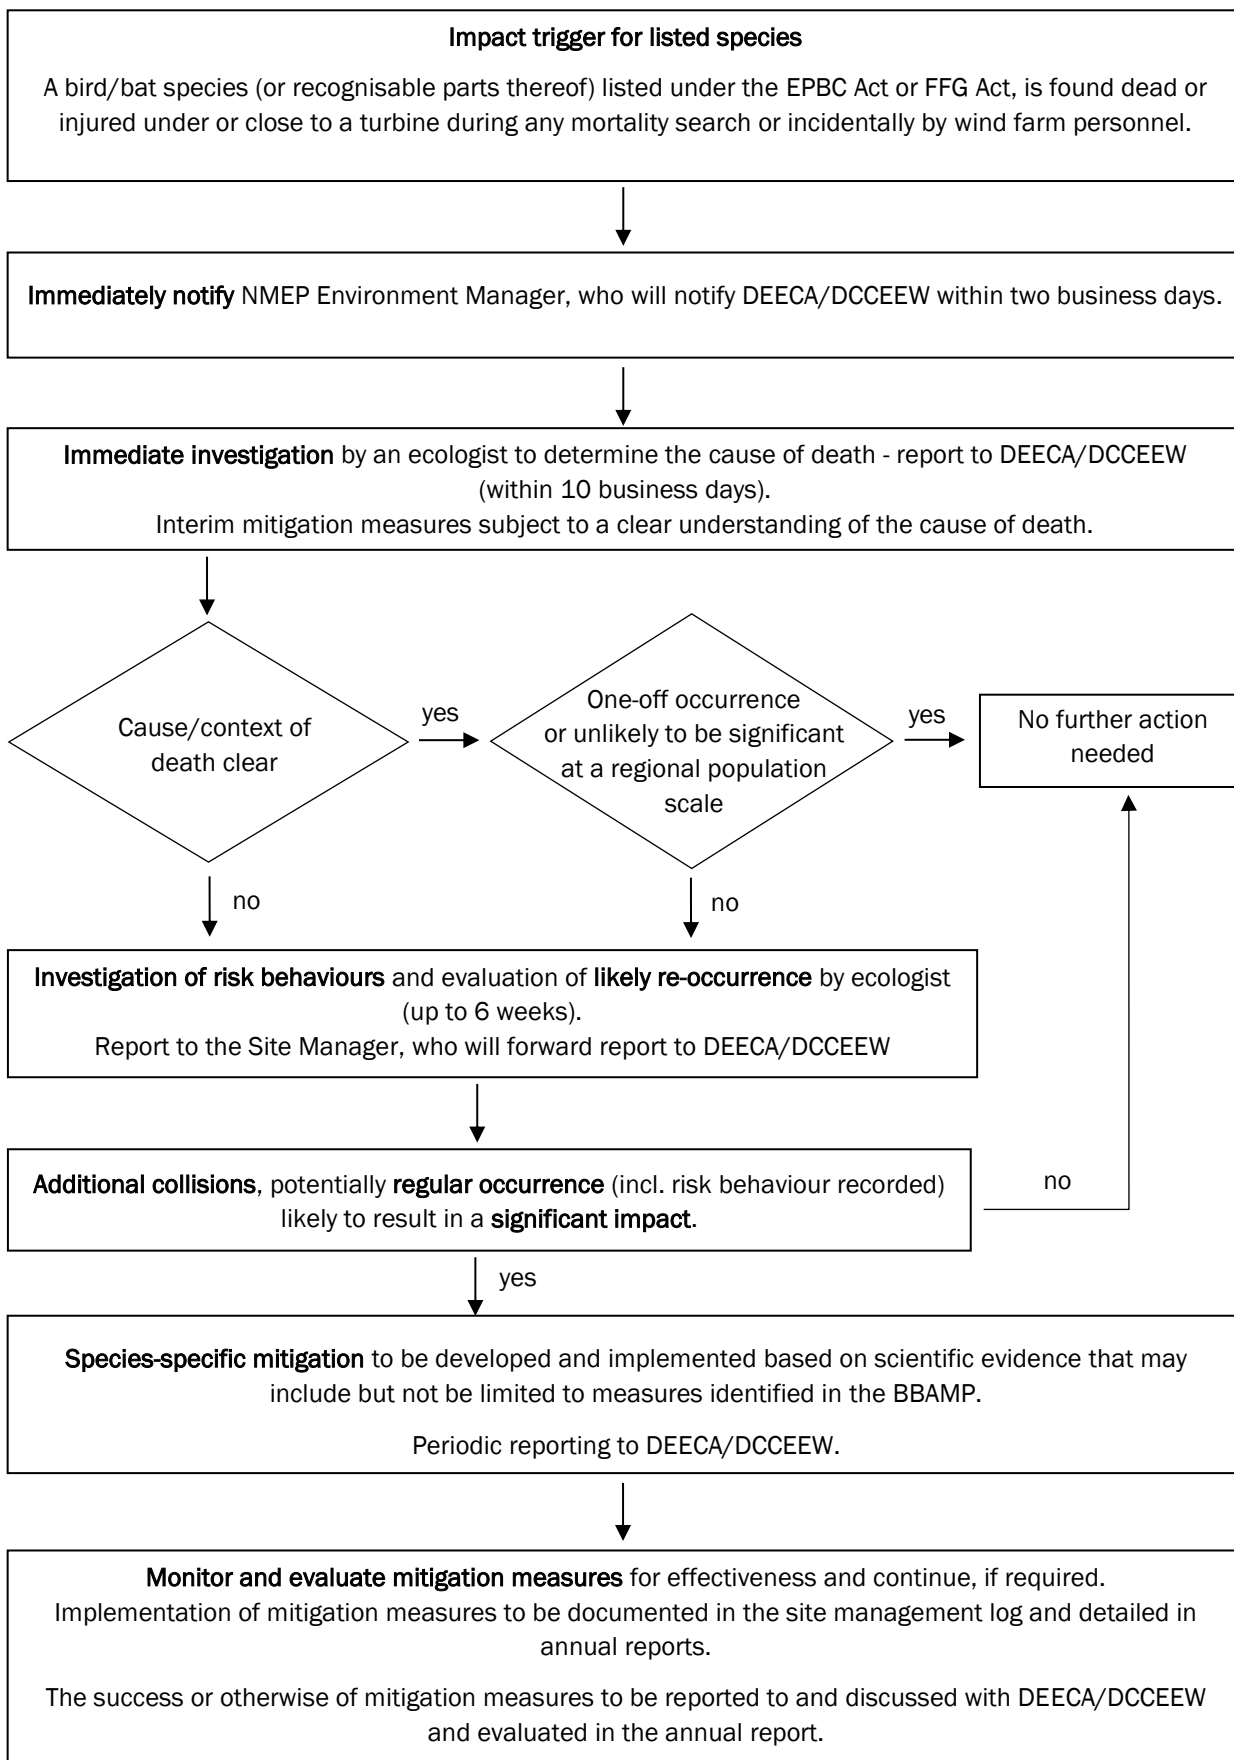 Impact trigger for listed species
A bird/bat species (or recognisable parts thereof) listed under the EPBC Act or FFG Act, is found dead or
injured under or close to a turbine during any mortality search or incidentally by wind farm personnel.
Immediately notify NMEP Environment Manager, who will notify DEECA/DCCEEW within two business days.
Immediate investigation by an ecologist to determine the cause of death - report to DEECA/DCCEEW
(within 10 business days).
Interim mitigation measures subject to a clear understanding of the cause of death.
Cause/context of
death clear
yes
One-off occurrence
or unlikely to be significant
at a regional population
scale
yes
No further action
needed
no
no
Investigation of risk behaviours and evaluation of likely re-occurrence by ecologist
(up to 6 weeks).
Report to the Site Manager, who will forward report to DEECA/DCCEEW
Additional collisions, potentially regular occurrence (incl. risk behaviour recorded)
likely to result in a significant impact.
no
yes
Species-specific mitigation to be developed and implemented based on scientific evidence that may
include but not be limited to measures identified in the BBAMP.
Periodic reporting to DEECA/DCCEEW.
Monitor and evaluate mitigation measures for effectiveness and continue, if required.
Implementation of mitigation measures to be documented in the site management log and detailed in
annual reports.
The success or otherwise of mitigation measures to be reported to and discussed with DEECA/DCCEEW
and evaluated in the annual report.